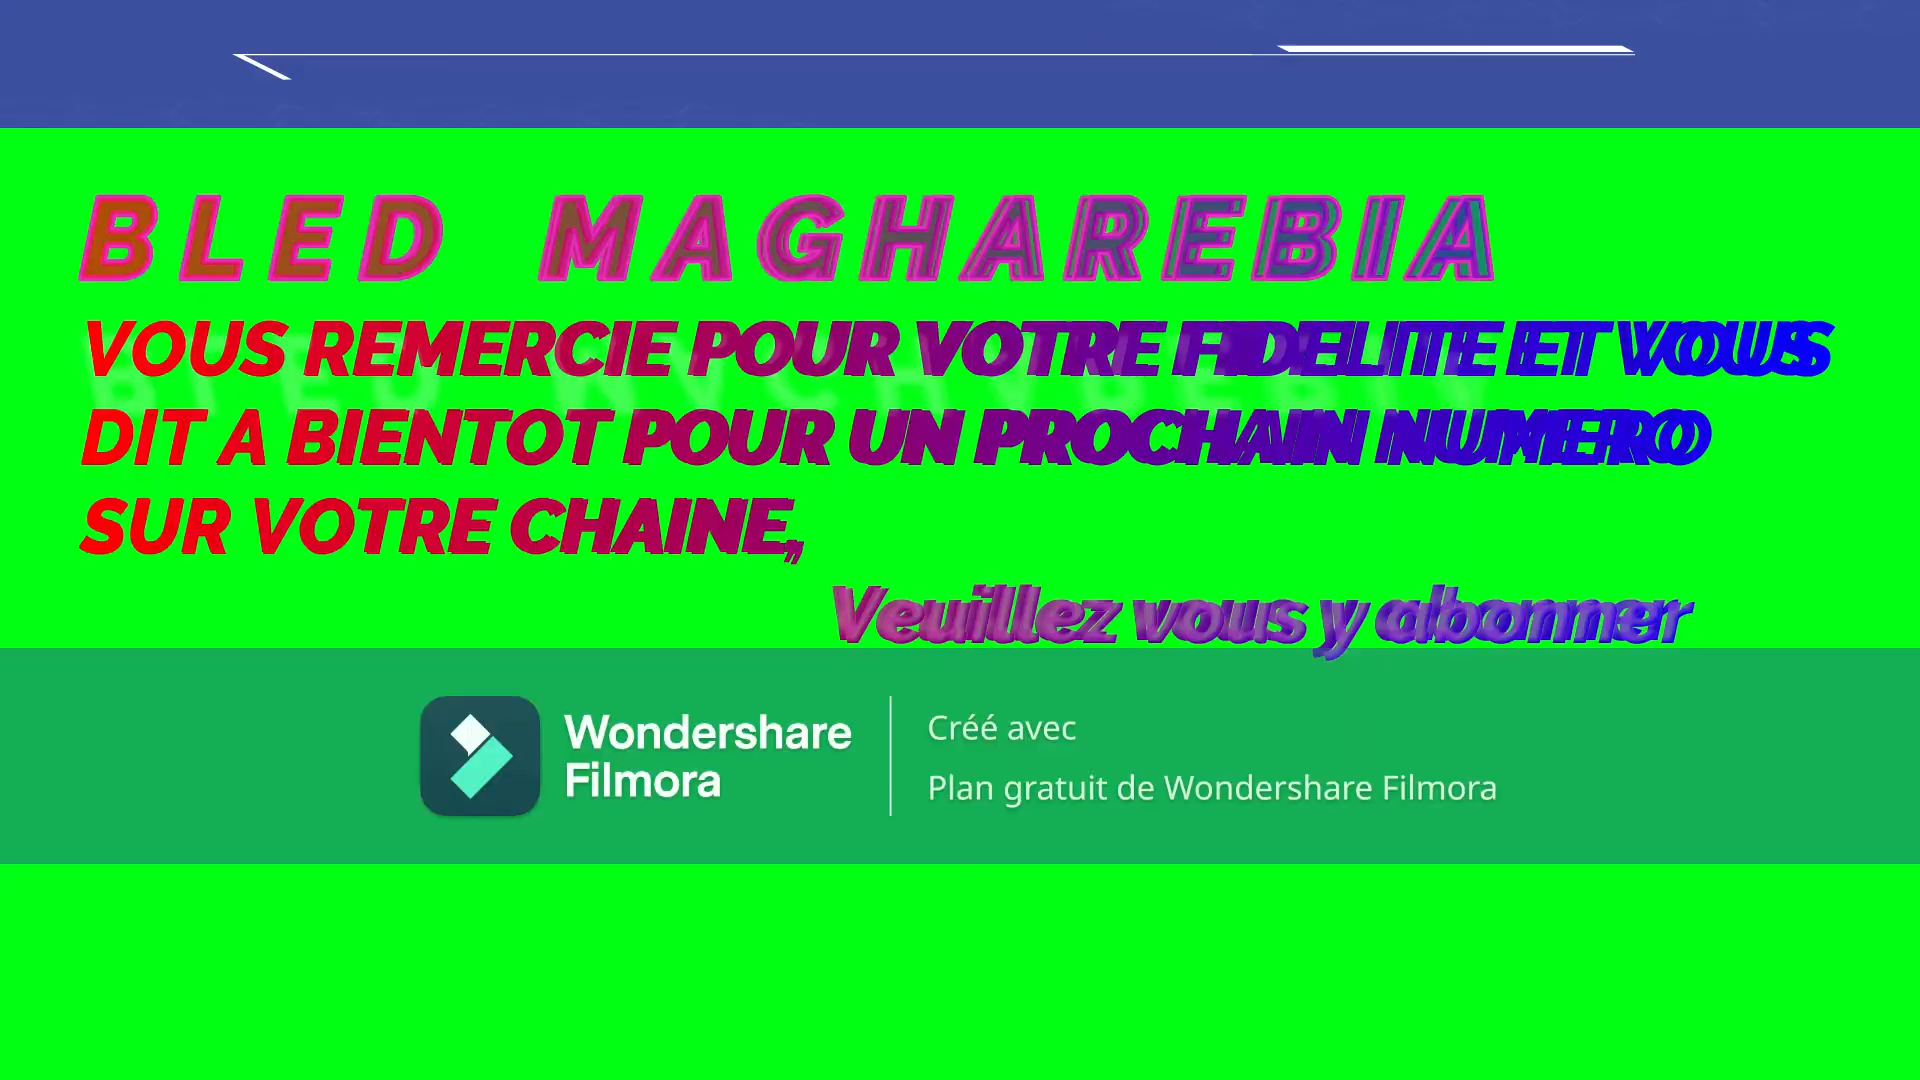 BLED MAGHAREBIA
VOUS REMERCIE POUR VOTRE FIDELITE ET VOUS
DIT A BIENTOT POUR UN PROCHAIN NUMERO
SUR VOTRE CHAINE,
Veuillez vous y abonner
Wondershare
Filmora
Créé avec
Plan gratuit de Wondershare Filmora